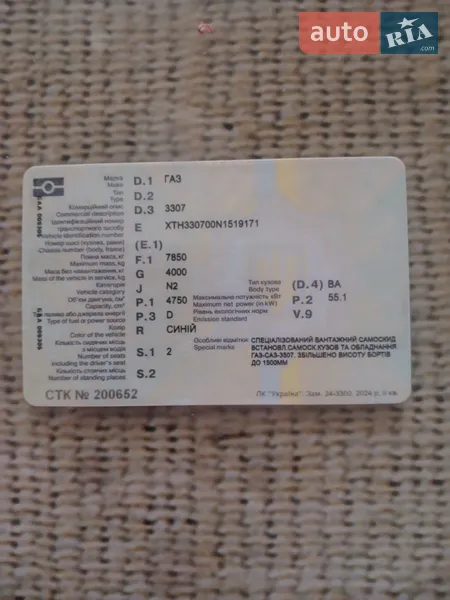 auto RIA .com
Марка
Make D.1 ГАЗ
Тип
Type D.2
Комерційний опис
Commercial description D.3 3307
Ідентифікаційний номер
транспортного засобу
Vehicle identification number E XTH330700N1519171
Номер шасі (кузова, рами)
Chassis number (body, frame) (E.1)
Повна маса, кг
Maximum mass, kg F.1 7850
Маса без навантаження, кг
Mass of the vehicle in service, kg G 4000
Категорія
Vehicle category J N2
Тип кузова
Body type (D.4) ВА
Об'єм двигуна, см³
Capacity, cm³ P.1 4750
Максимальна потужність кВт
Maximum net power (in kW) P.2 55.1
або джерела енергії
Type of fuel or power source P.3 D
Рівень екологічних норм
Emission standard V.9
Колір
Color of the vehicle R СИНІЙ
Кількість сидячих місць
з місцем водія
Number of seats
including the driver's seat S.1 2
Кількість стоячих місць
Number of standing places S.2
Особливі відмітки
Special marks
СПЕЦІАЛІЗОВАНИЙ ВАНТАЖНИЙ САМОСКИД
ВСТАНОВЛ.САМОСК.КУЗОВ ТА ОБЛАДНАННЯ
ГАЗ-САЗ-3507, ЗБІЛЬШЕНО ВИСОТУ БОРТІВ
ДО 1500ММ
СТК № 200652
ПК "Україна". Зам. 24-3300. 2024 р. II кв.